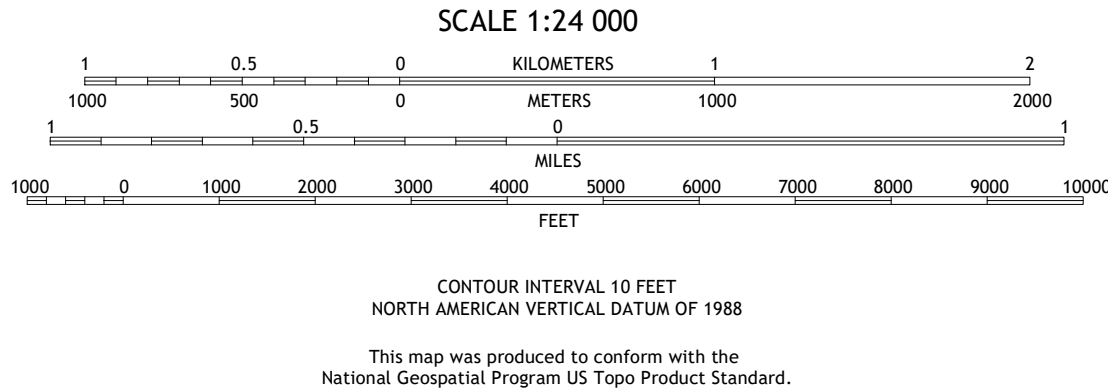 SCALE 1:24 000
1 0.5 0 KILOMETERS 1 2
1000 500 0 METERS 1000 2000
1 0.5 0 1
MILES
1000 0 1000 2000 3000 4000 5000 6000 7000 8000 9000 10000
FEET
CONTOUR INTERVAL 10 FEET
NORTH AMERICAN VERTICAL DATUM OF 1988
This map was produced to conform with the
National Geospatial Program US Topo Product Standard.